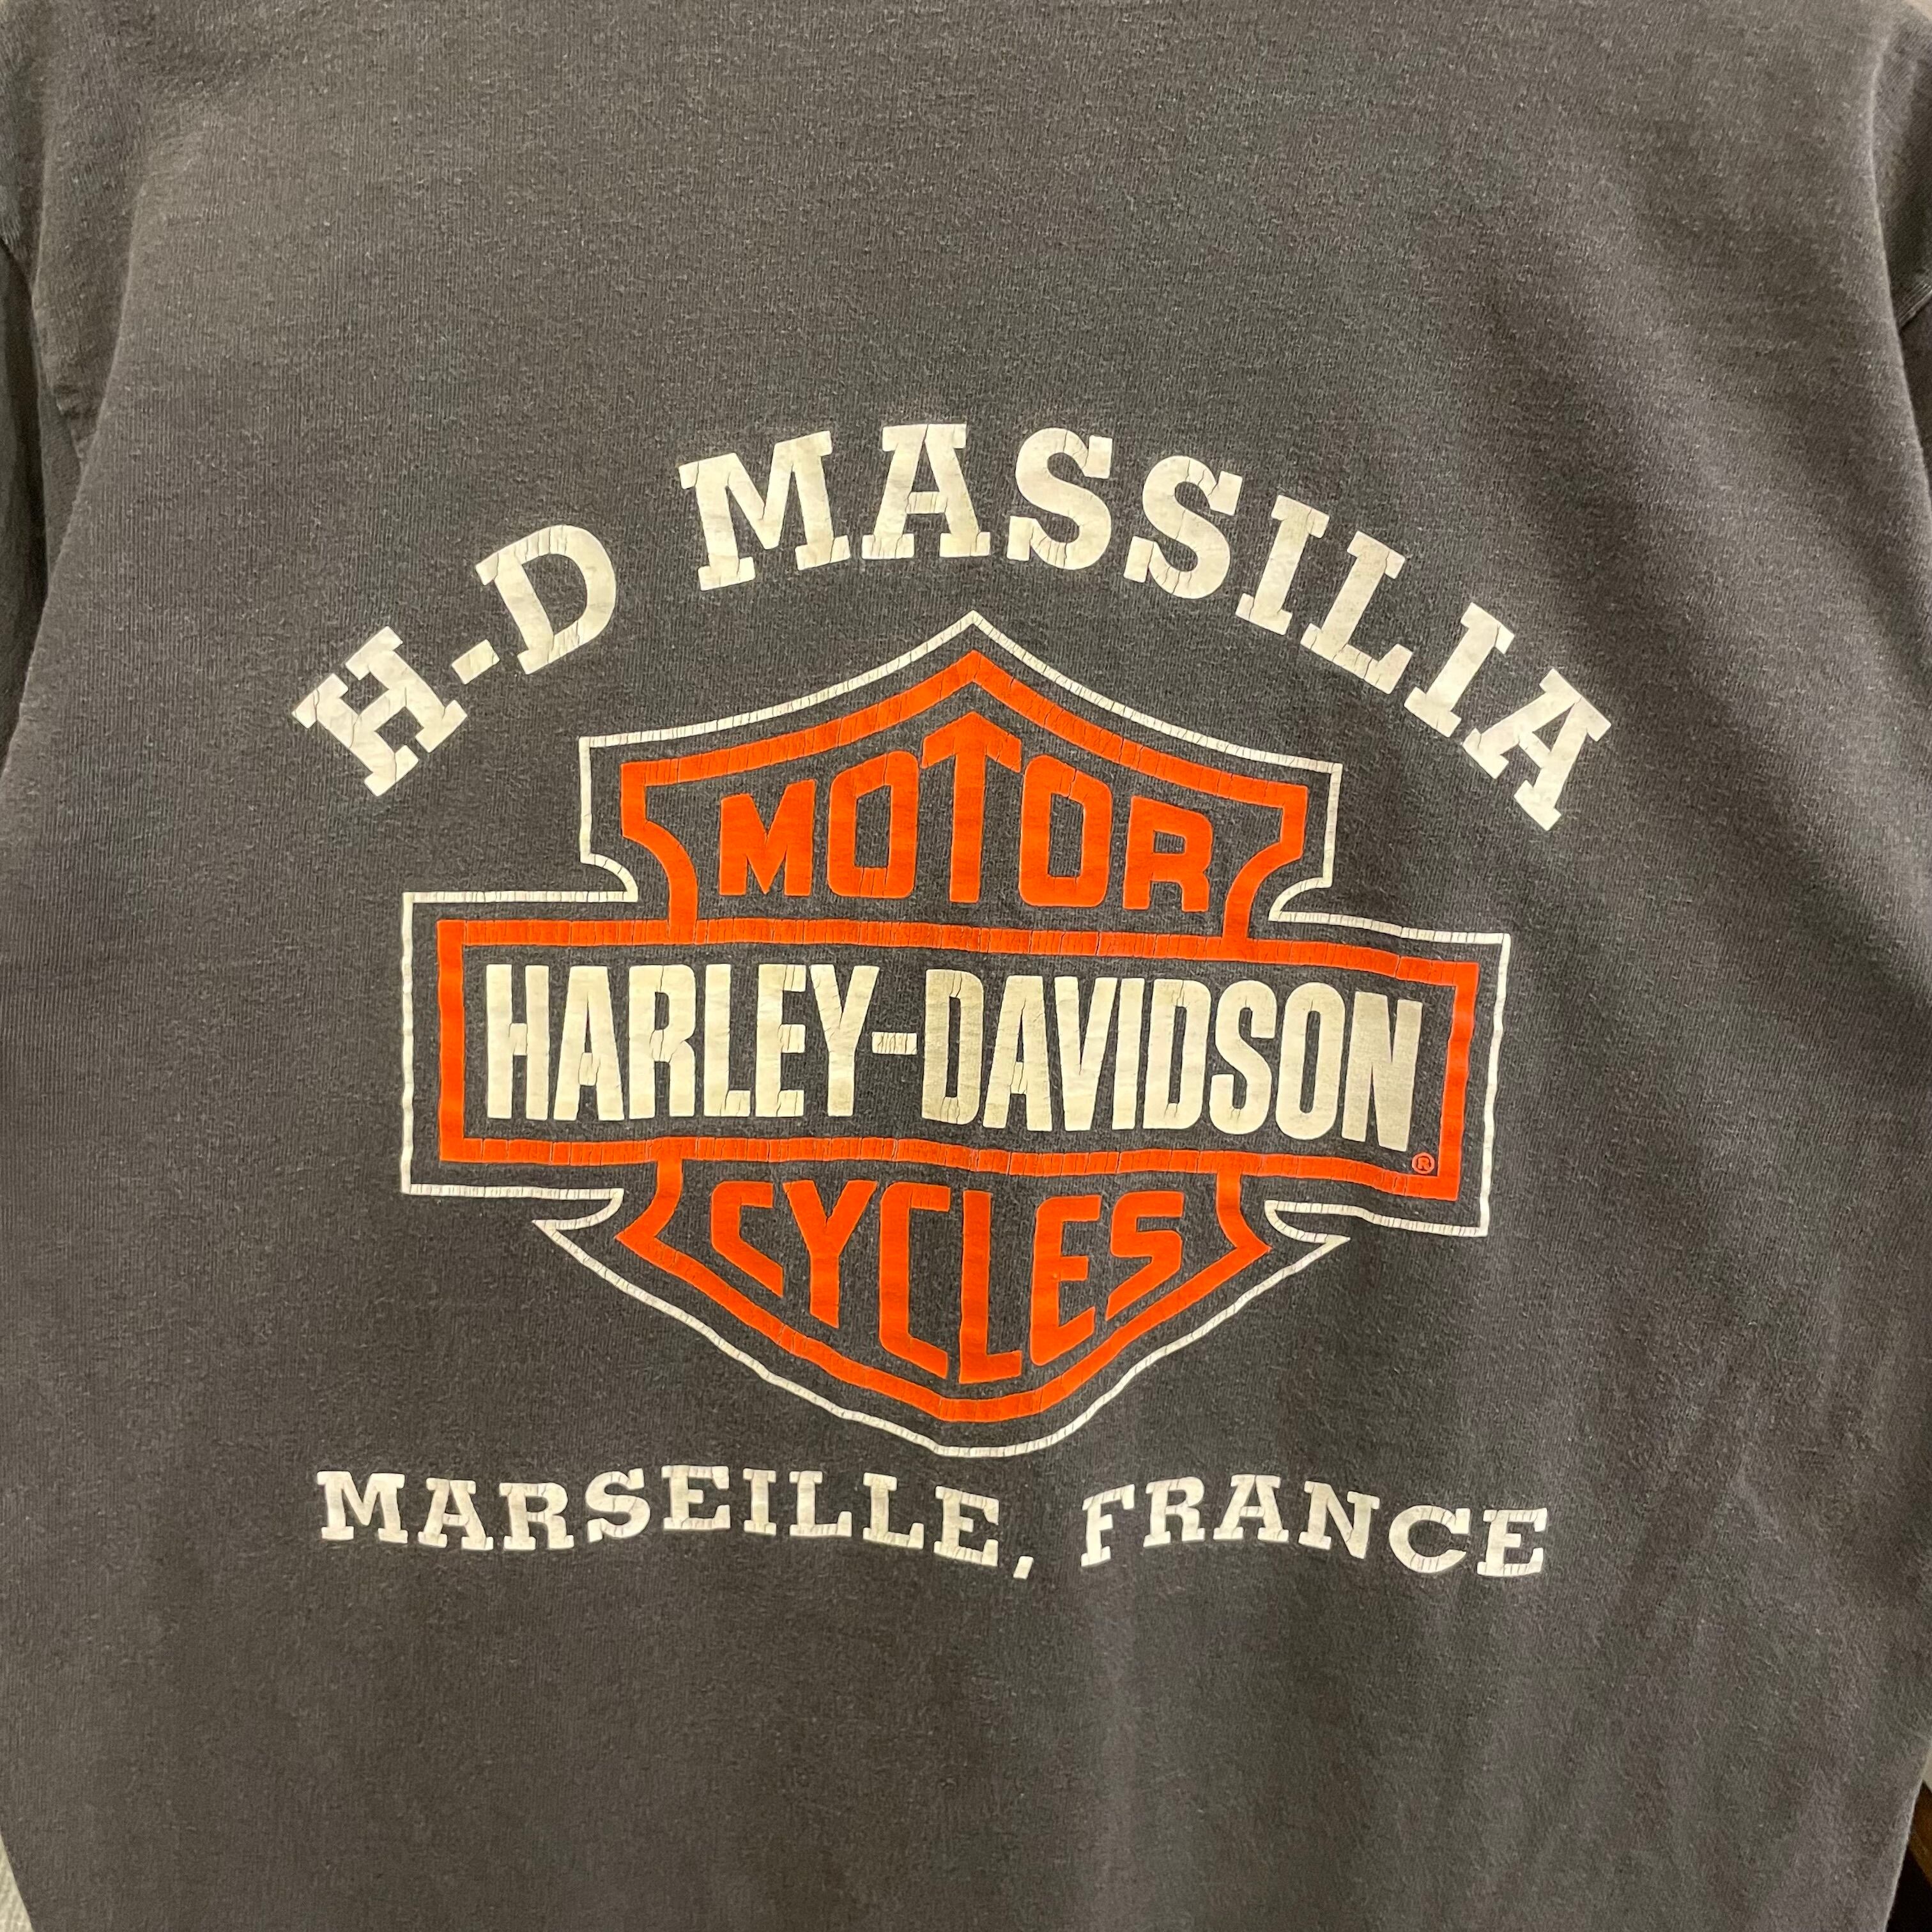 H-D MASSILIA
MOTOR
HARLEY-DAVIDSON
®
CYCLES
MARSEILLE, FRANCE